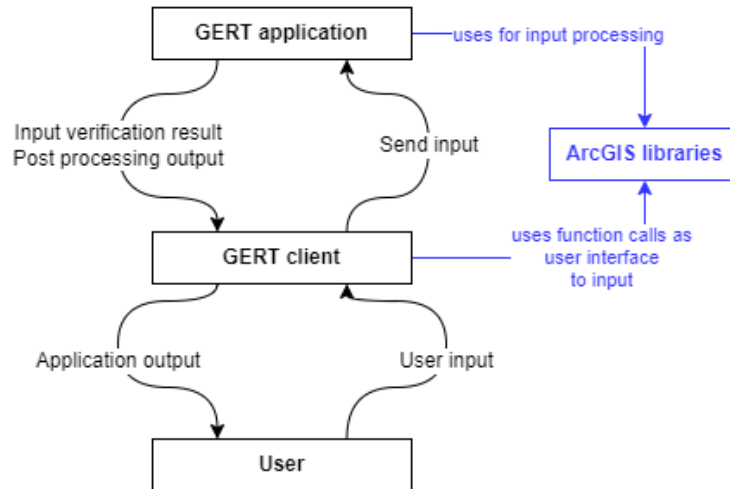 GERT application
uses for input processing
Input verification result
Post processing output
Send input
ArcGIS libraries
GERT client
uses function calls as
user interface
to input
Application output
User input
User